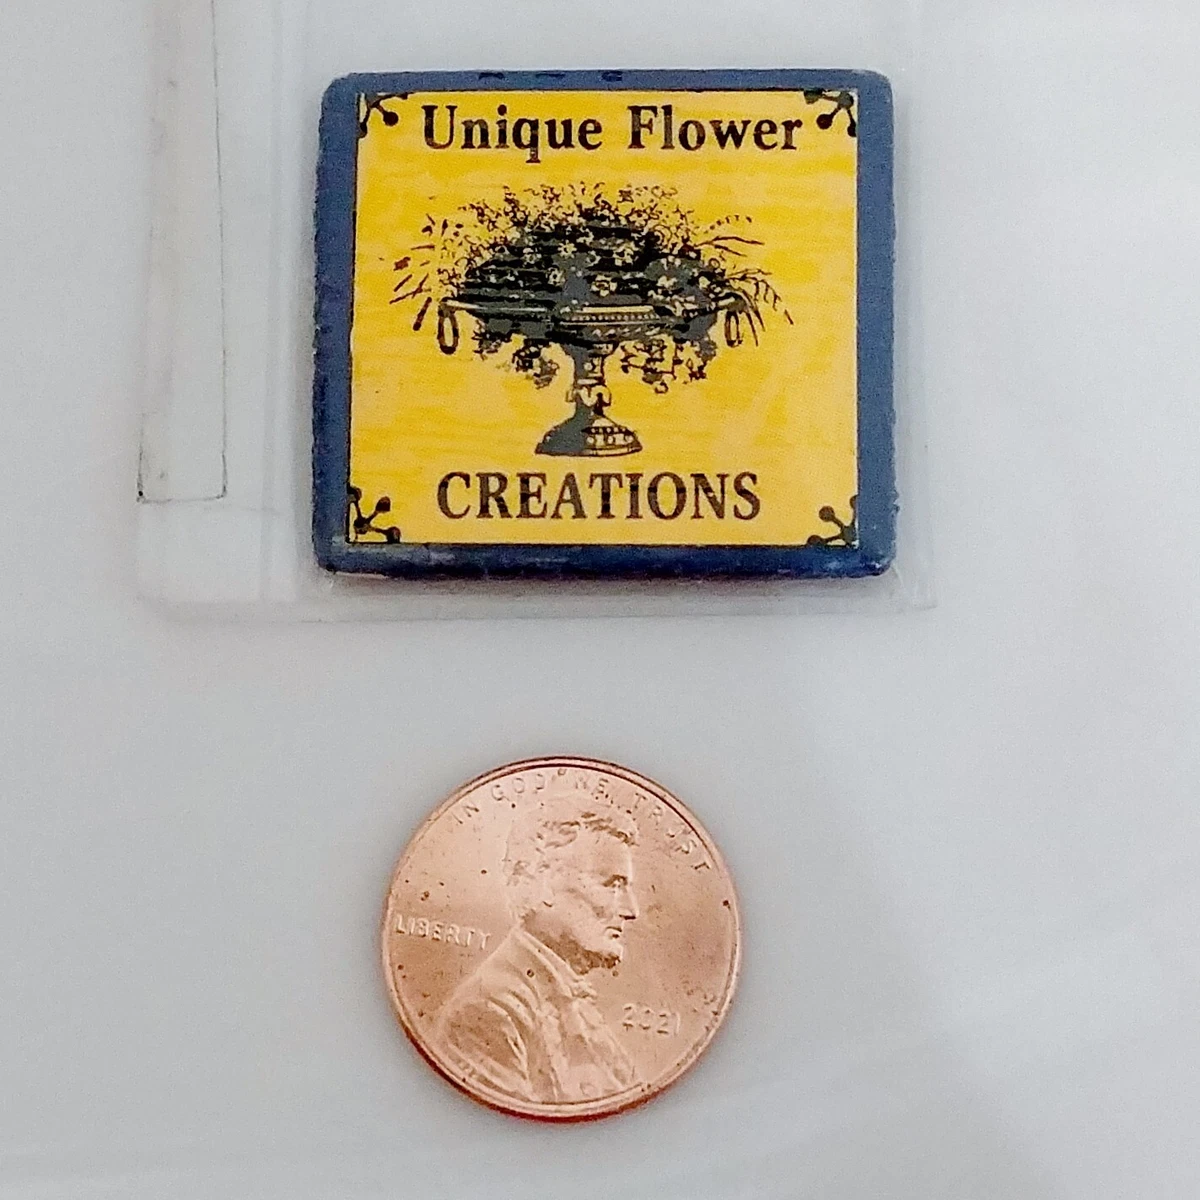 Unique Flower
CREATIONS
IN GOD WE TRUST
LIBERTY
2021